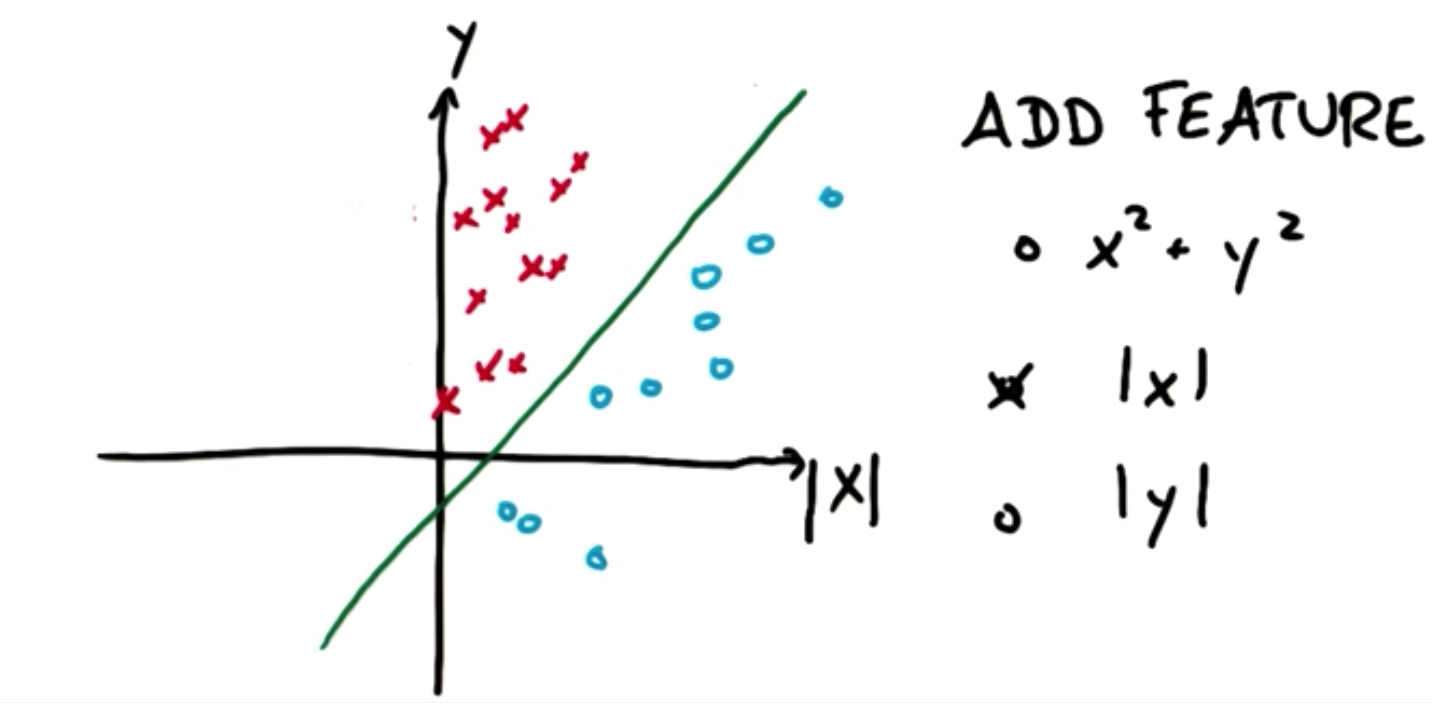 Y
ADD FEATURE
x² + y²
|x|
|y|
|X|